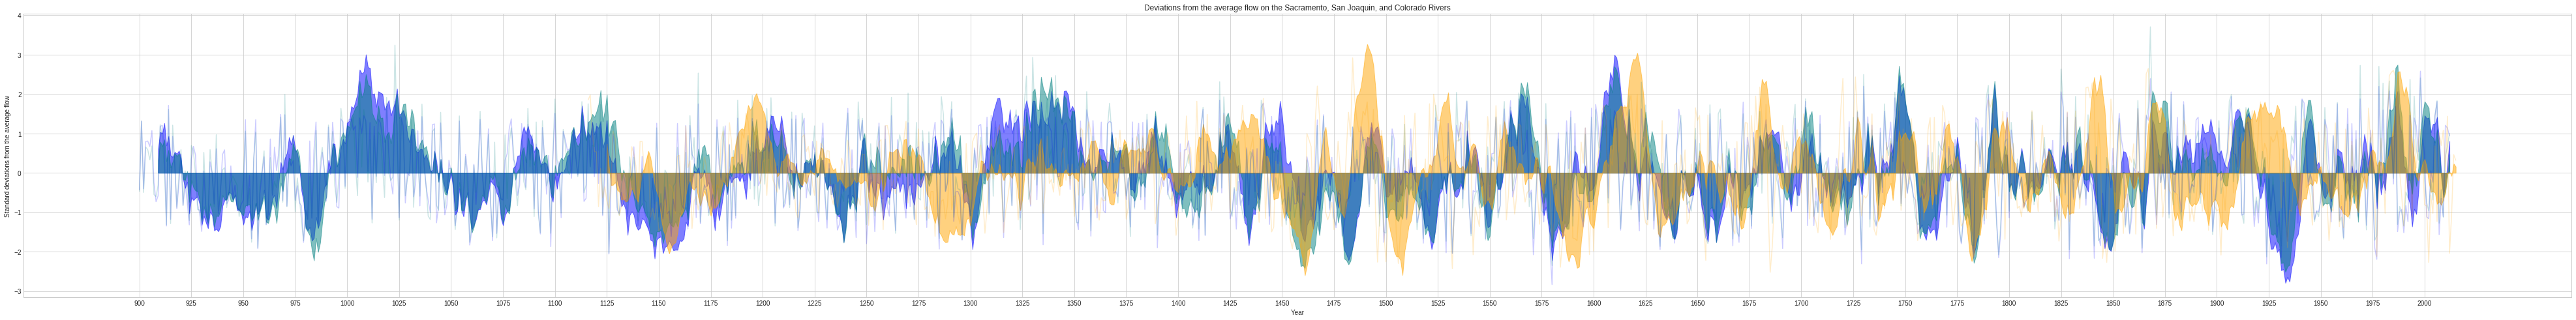 Deviations from the average flow on the Sacramento, San Joaquin, and Colorado Rivers
4
3
2
1
0
−1
−2
−3
Standard deviations from the average flow
900 925 950 975 1000 1025 1050 1075 1100 1125 1150 1175 1200 1225 1250 1275 1300 1325 1350 1375 1400 1425 1450 1475 1500 1525 1550 1575 1600 1625 1650 1675 1700 1725 1750 1775 1800 1825 1850 1875 1900 1925 1950 1975 2000
Year